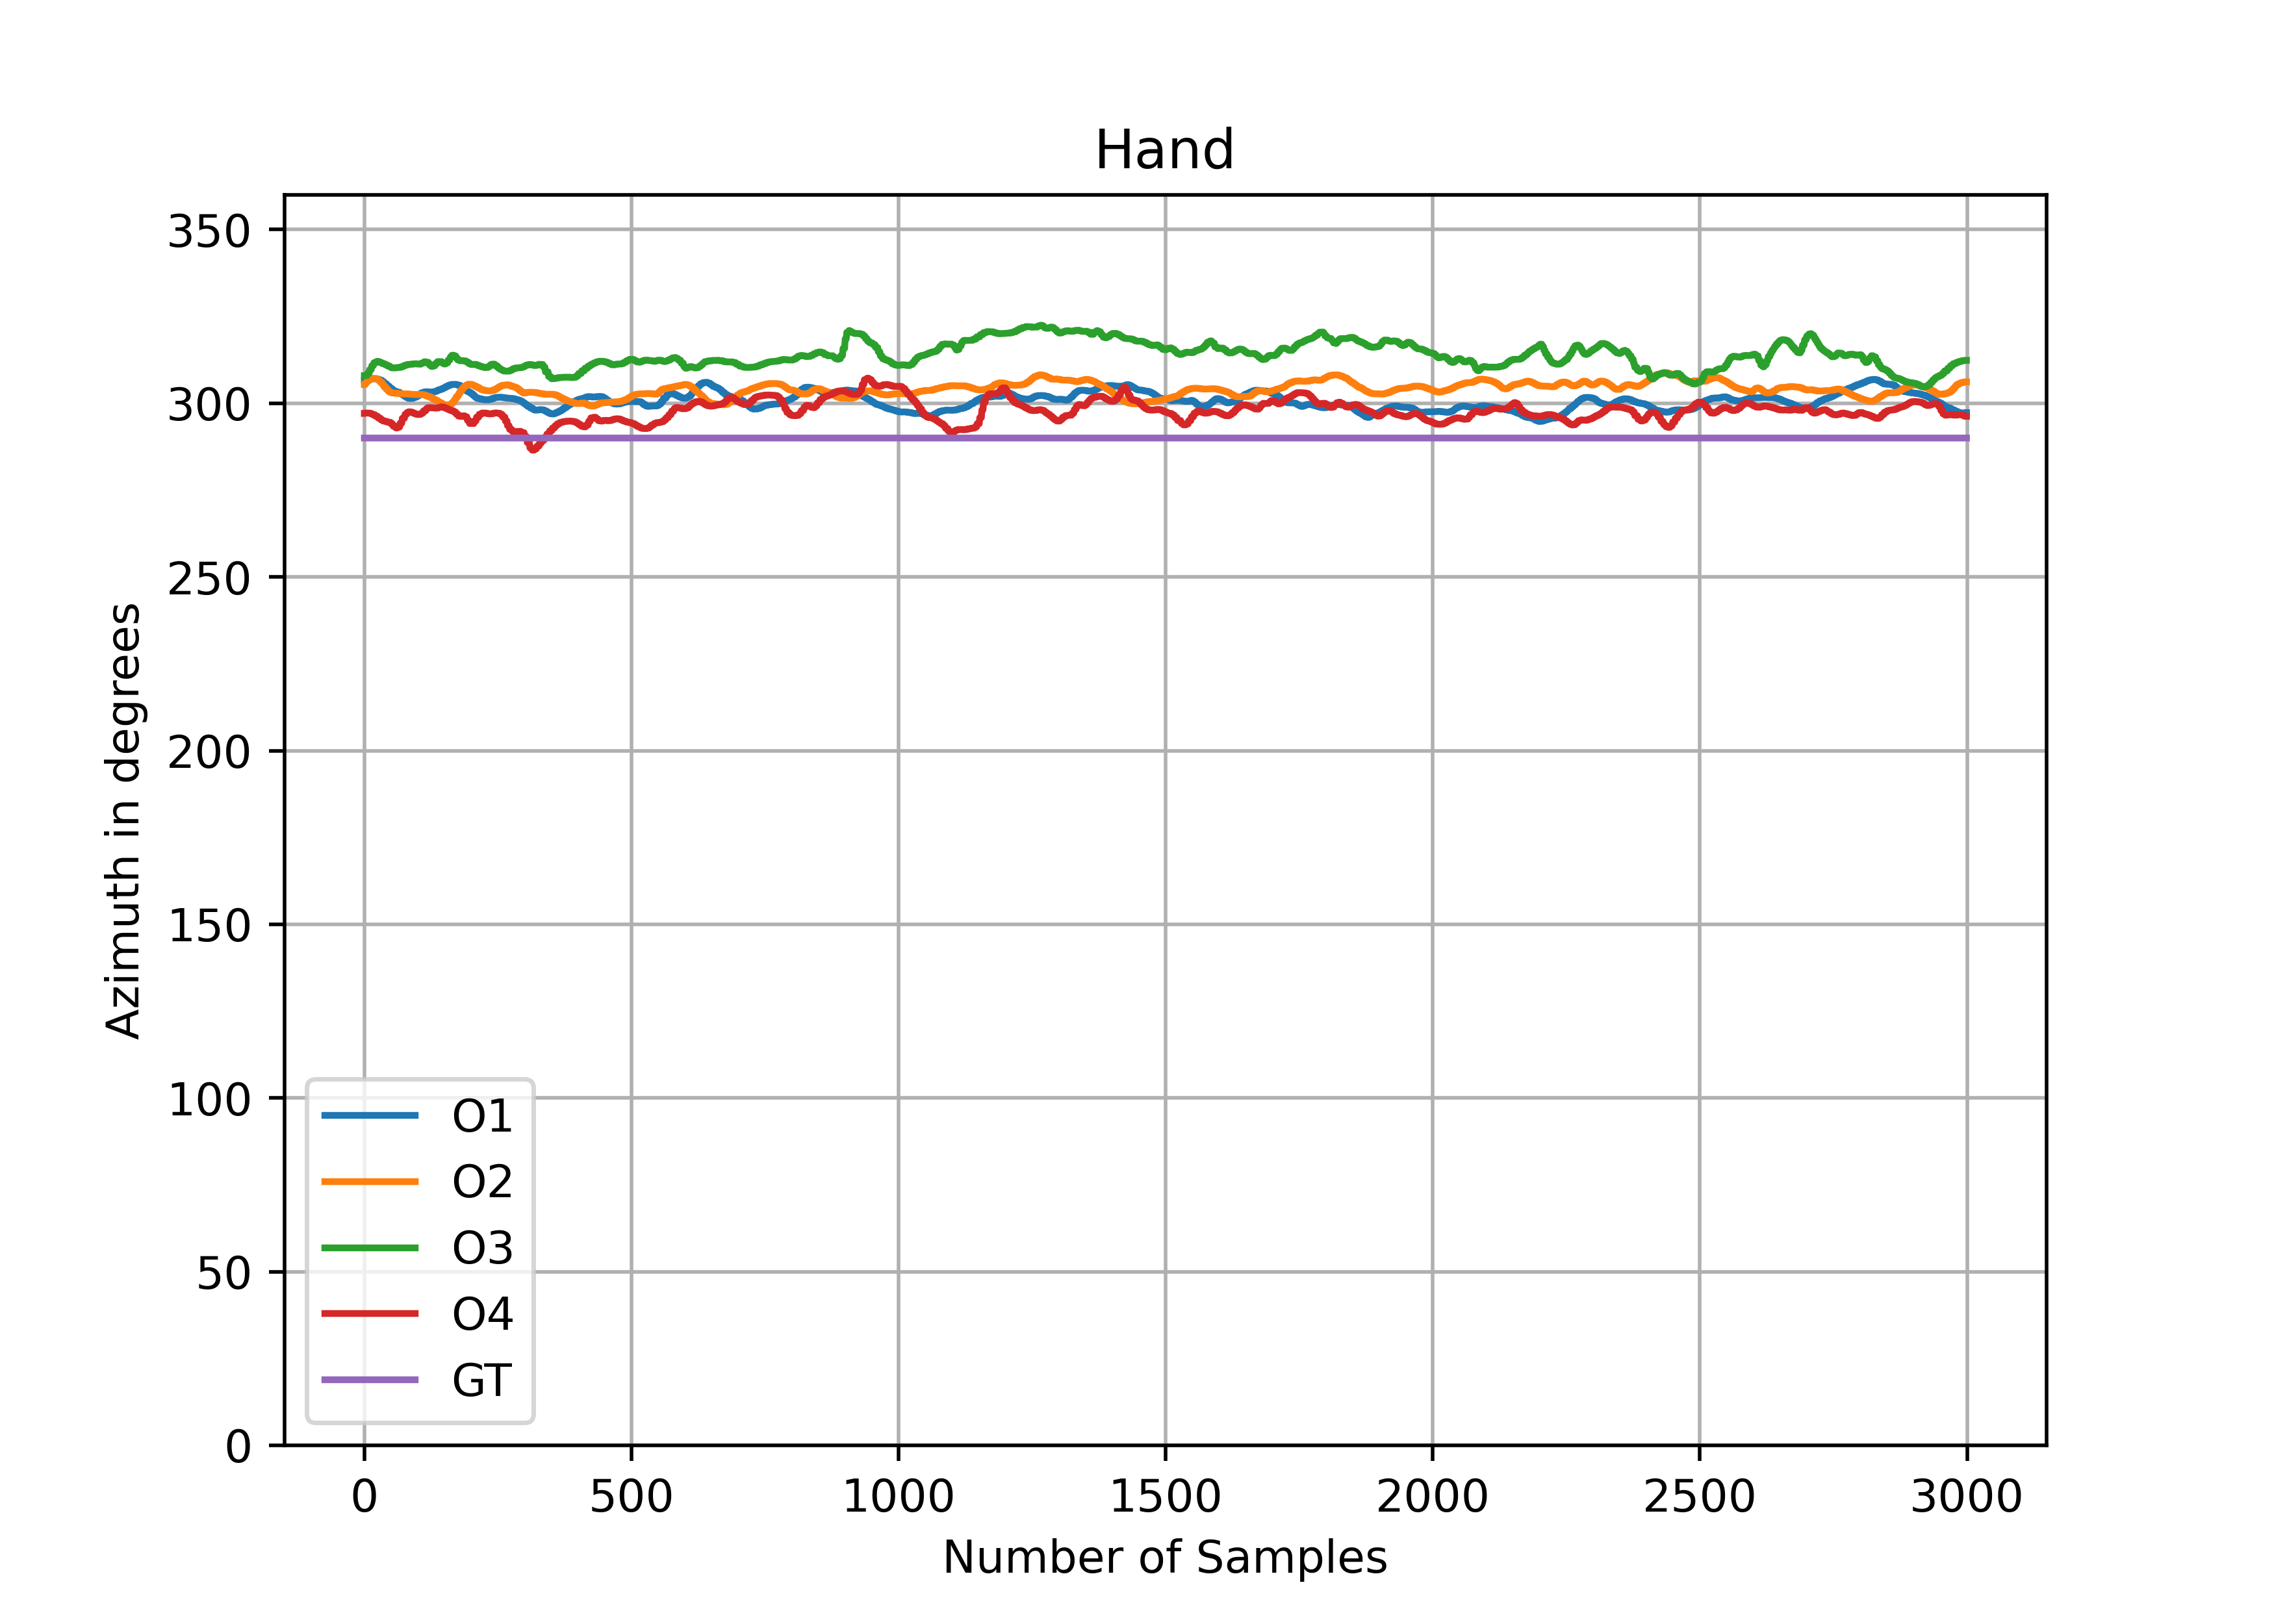 Hand
350
300
250
200
150
100
50
0
Azimuth in degrees
O1
O2
O3
O4
GT
0 500 1000 1500 2000 2500 3000
Number of Samples